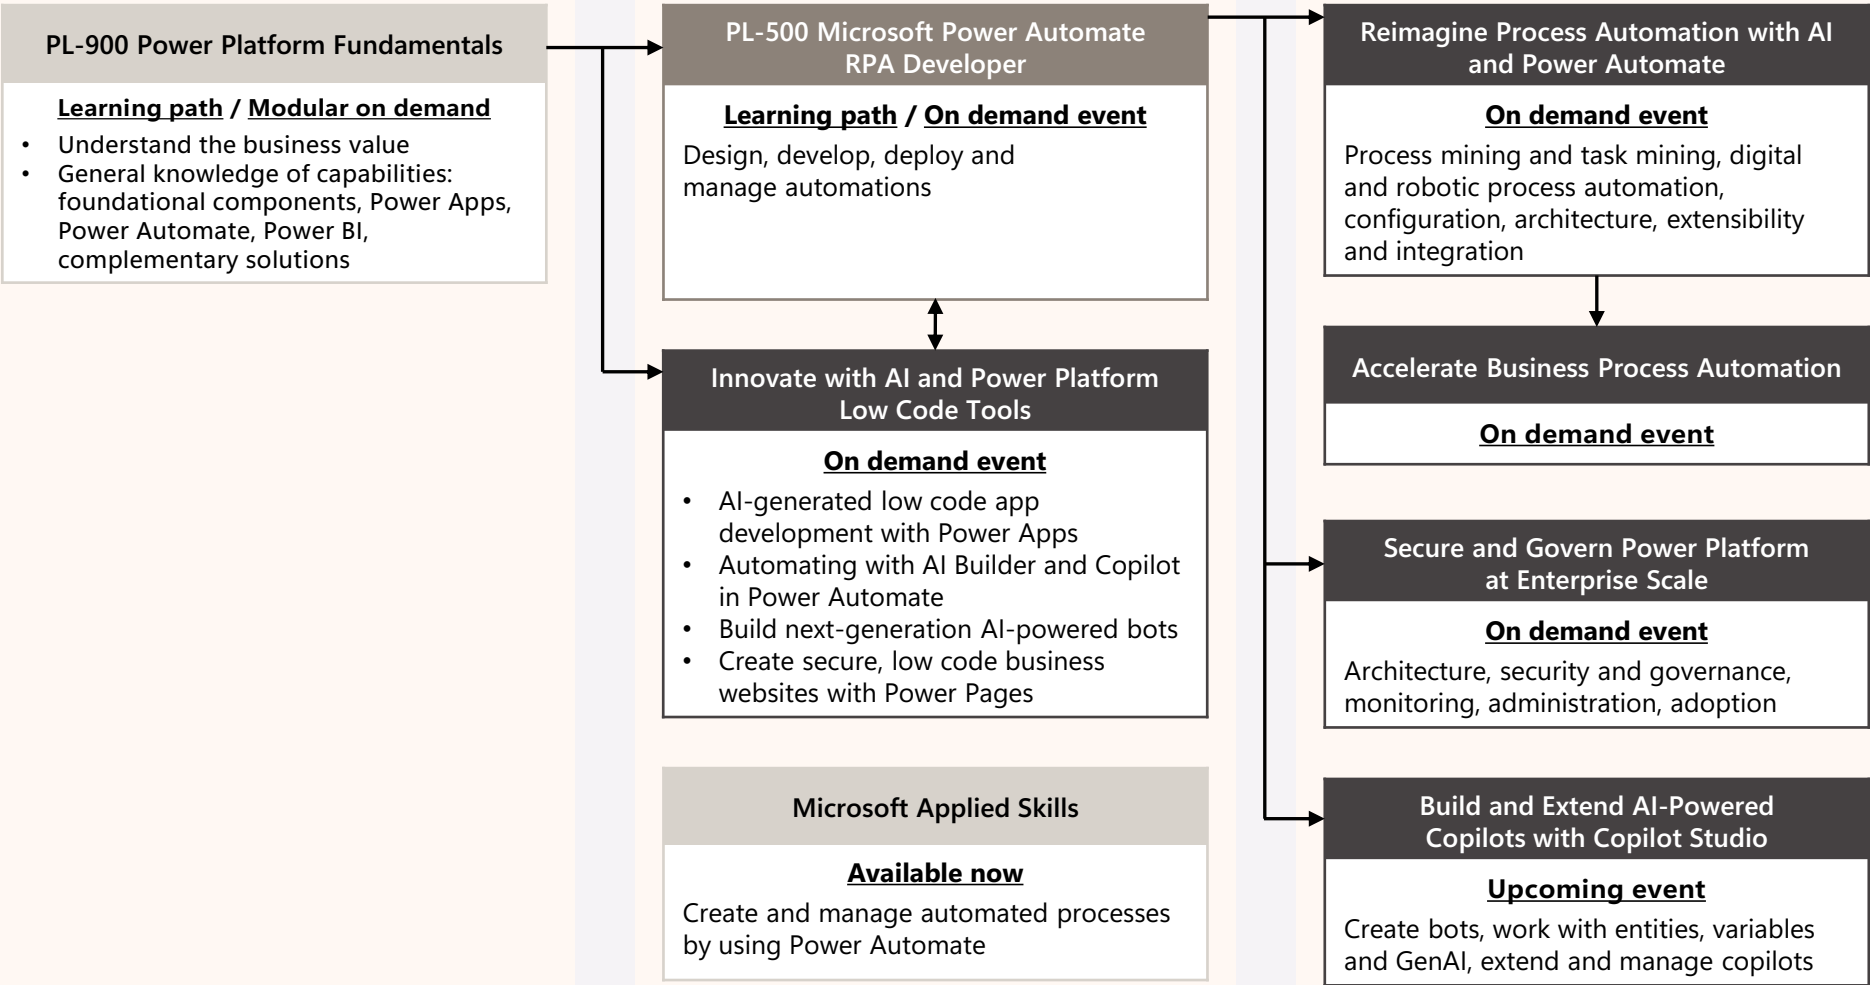 PL-900 Power Platform Fundamentals
Learning path / Modular on demand
• Understand the business value
• General knowledge of capabilities:
foundational components, Power Apps,
Power Automate, Power BI,
complementary solutions
PL-500 Microsoft Power Automate
RPA Developer
Learning path / On demand event
Design, develop, deploy and
manage automations
Innovate with AI and Power Platform
Low Code Tools
On demand event
• AI-generated low code app
development with Power Apps
• Automating with AI Builder and Copilot
in Power Automate
• Build next-generation AI-powered bots
• Create secure, low code business
websites with Power Pages
Microsoft Applied Skills
Available now
Create and manage automated processes
by using Power Automate
Reimagine Process Automation with AI
and Power Automate
On demand event
Process mining and task mining, digital
and robotic process automation,
configuration, architecture, extensibility
and integration
Accelerate Business Process Automation
On demand event
Secure and Govern Power Platform
at Enterprise Scale
On demand event
Architecture, security and governance,
monitoring, administration, adoption
Build and Extend AI-Powered
Copilots with Copilot Studio
Upcoming event
Create bots, work with entities, variables
and GenAI, extend and manage copilots